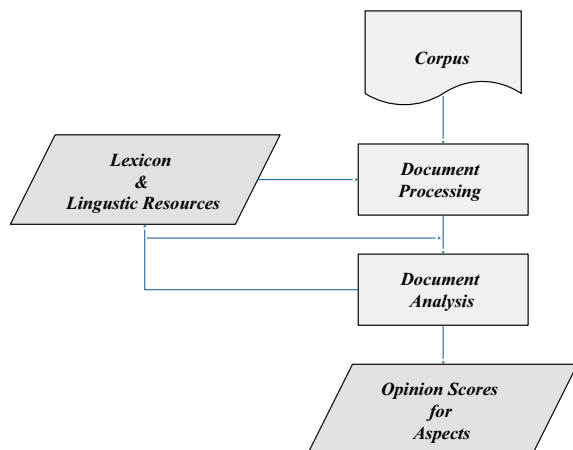 Corpus
Lexicon
&
Lingustic Resources
Document
Processing
Document
Analysis
Opinion Scores
for
Aspects